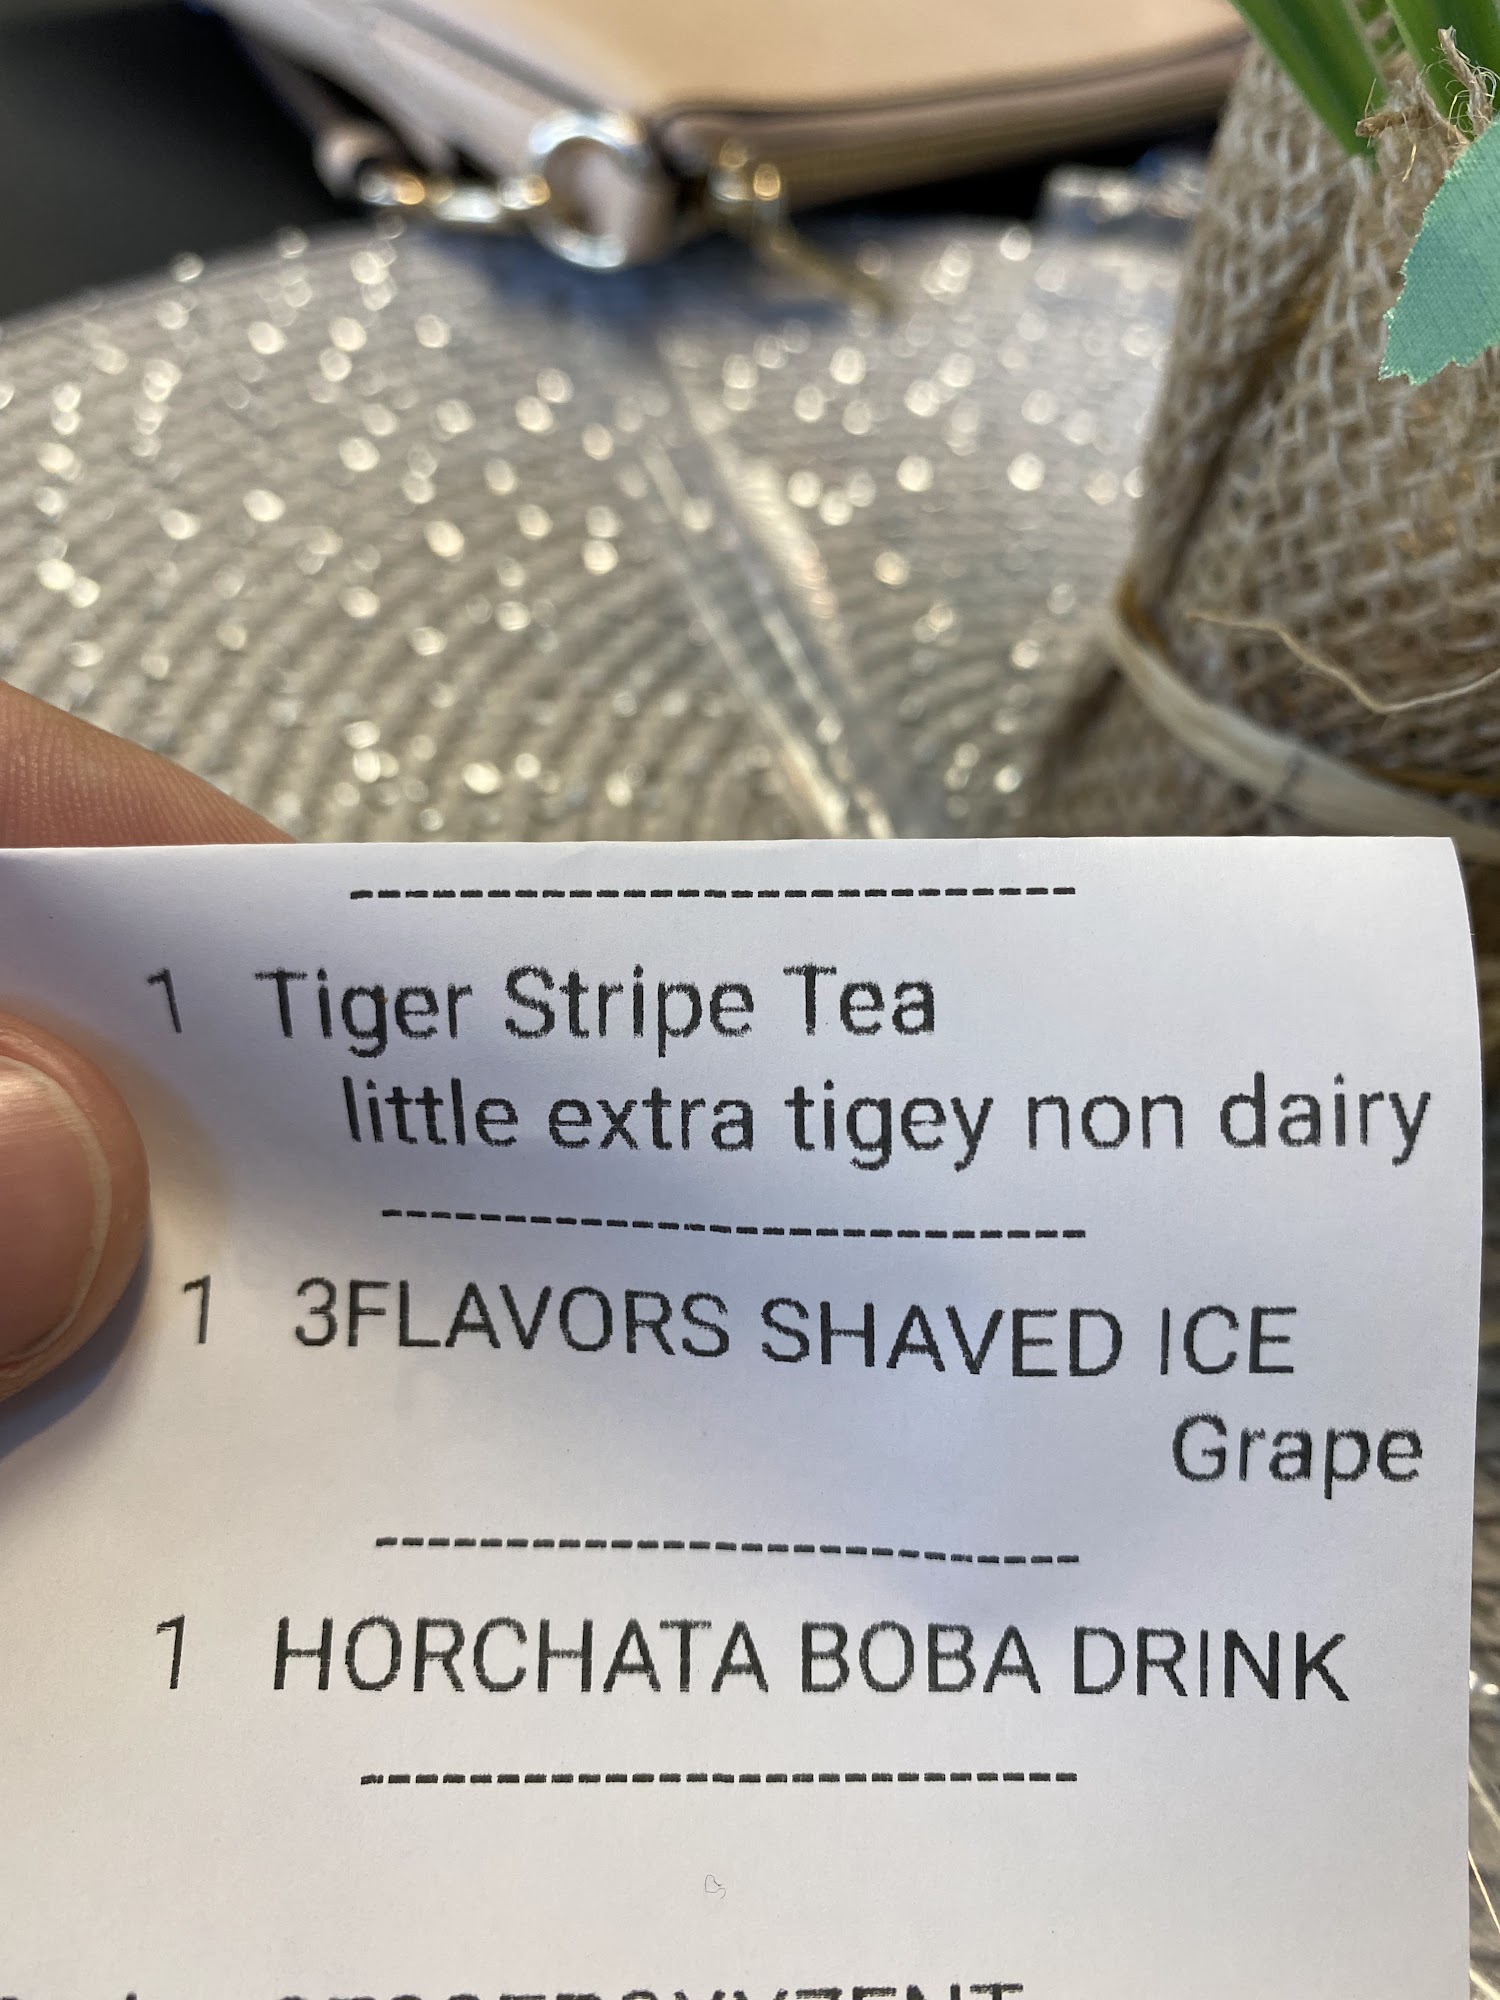 ---------------------------
1 Tiger Stripe Tea
little extra tigey non dairy
---------------------------
1 3FLAVORS SHAVED ICE
Grape
---------------------------
1 HORCHATA BOBA DRINK
---------------------------